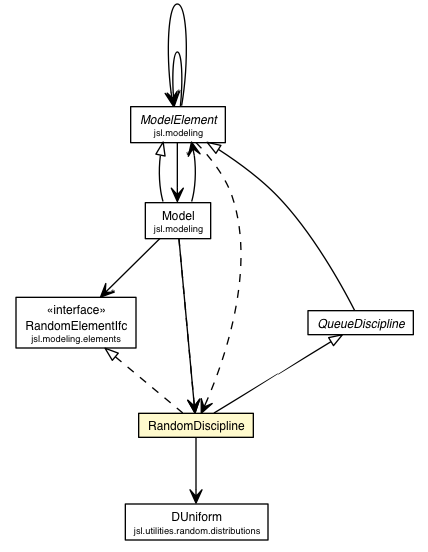 ModelElement
jsl.modeling
Model
jsl.modeling
«interface»
RandomElementIfc
jsl.modeling.elements
QueueDiscipline
RandomDiscipline
DUniform
jsl.utilities.random.distributions